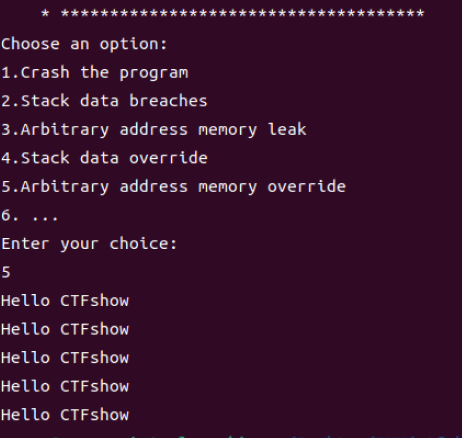 * *************************************
Choose an option:
1.Crash the program
2.Stack data breaches
3.Arbitrary address memory leak
4.Stack data override
5.Arbitrary address memory override
6. ...
Enter your choice:
5
Hello CTFshow
Hello CTFshow
Hello CTFshow
Hello CTFshow
Hello CTFshow